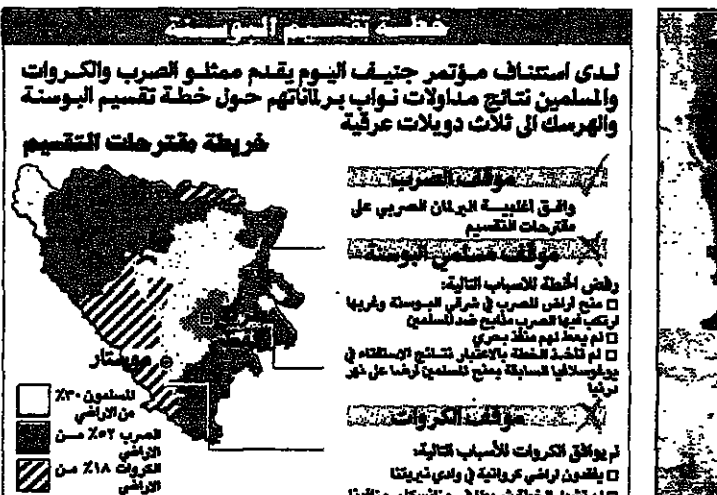 خطة تقسيم البوسنة
لدى استئناف مؤتمر جنيف اليوم يقدم ممثلو الصرب والكروات
والمسلمين نتائج مداولات نواب برلماناتهم حول خطة تقسيم البوسنة
والهرسك الى ثلاث دويلات عرقية
خريطة مقترحات التقسيم
موقف الصرب
وافق اغلبية البرلمان الصربي على
مقترحات التقسيم
موقف مسلمي البوسنة
رفض الخطة للاسباب التالية:
□ منح اراض للصرب في شرقي البوسنة وغربها
ارتكب فيها الصرب مذابح ضد المسلمين
□ لم يعط لهم منفذ بحري
□ لم تأخذ الخطة بالاعتبار نتائج الاستفتاء في
يوغوسلافيا السابقة بمنح المسلمين ارضا على نهر
موستار
المسلمون ٣٠٪
من الاراضي
الصرب ٥٢٪ من
الاراضي
الكروات ١٨٪ من
الاراضي
موقف الكروات
لم يوافق الكروات للأسباب التالية:
□ يفقدون اراضي كرواتية في وادي